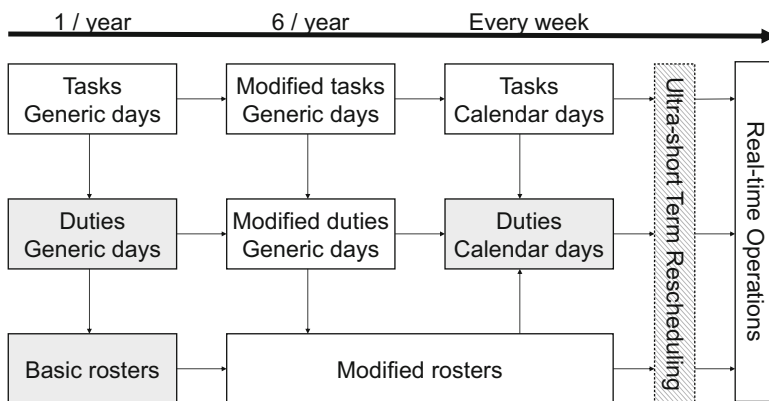 1 / year
6 / year
Every week
Tasks
Generic days
Modified tasks
Generic days
Tasks
Calendar days
Duties
Generic days
Modified duties
Generic days
Duties
Calendar days
Basic rosters
Modified rosters
Ultra-short Term Rescheduling
Real-time Operations